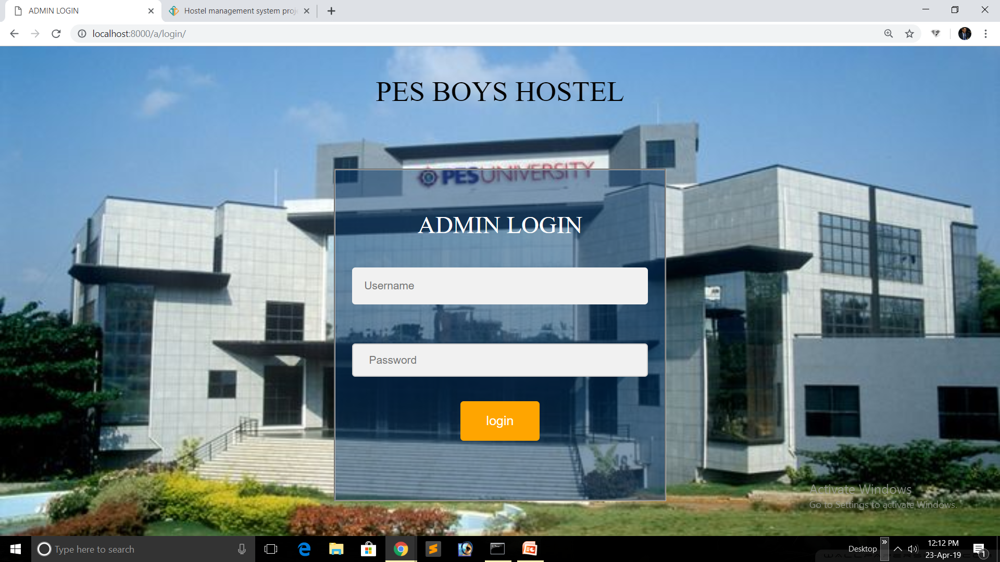 ADMIN LOGIN
Hostel management system proj
localhost:8000/a/login/
PES BOYS HOSTEL
PESUNIVERSITY
ADMIN LOGIN
Username
Password
login
Activate Windows
Go to Settings to activate Windows.
Type here to search
Desktop
12:12 PM
23-Apr-19
1